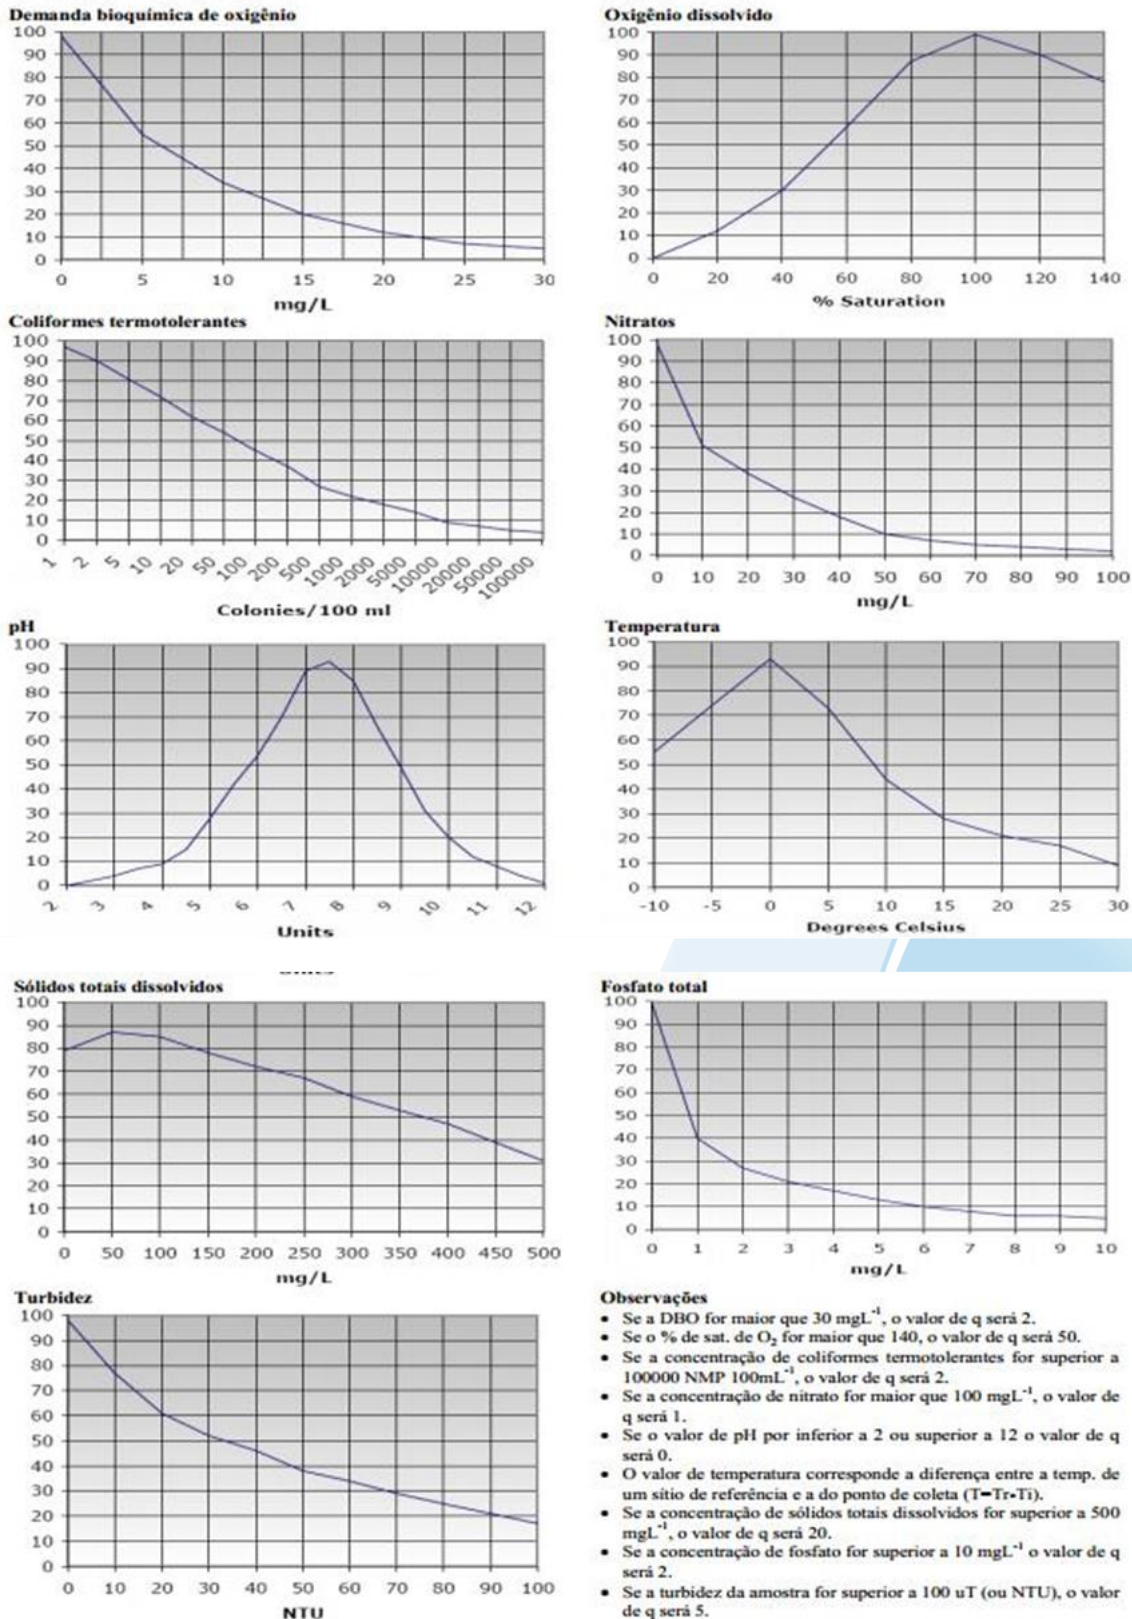 Demanda bioquímica de oxigênio
100
90
80
70
60
50
40
30
20
10
0
0 5 10 15 20 25 30
mg/L
Oxigênio dissolvido
100
90
80
70
60
50
40
30
20
10
0
0 20 40 60 80 100 120 140
% Saturation
Coliformes termotolerantes
100
90
80
70
60
50
40
30
20
10
0
1 2 5 10 20 50 100 200 500 1000 2000 5000 10000 20000 50000 100000
Colonies/100 ml
Nitratos
100
90
80
70
60
50
40
30
20
10
0
0 10 20 30 40 50 60 70 80 90 100
mg/L
pH
100
90
80
70
60
50
40
30
20
10
0
2 3 4 5 6 7 8 9 10 11 12
Units
Temperatura
100
90
80
70
60
50
40
30
20
10
0
-10 -5 0 5 10 15 20 25 30
Degrees Celsius
Sólidos totais dissolvidos
100
90
80
70
60
50
40
30
20
10
0
0 50 100 150 200 250 300 350 400 450 500
mg/L
Fosfato total
100
90
80
70
60
50
40
30
20
10
0
0 1 2 3 4 5 6 7 8 9 10
mg/L
Turbidez
100
90
80
70
60
50
40
30
20
10
0
0 10 20 30 40 50 60 70 80 90 100
NTU
Observações
• Se a DBO for maior que 30 mgL⁻¹, o valor de q será 2.
• Se o % de sat. de O₂ for maior que 140, o valor de q será 50.
• Se a concentração de coliformes termotolerantes for superior a
100000 NMP 100mL⁻¹, o valor de q será 2.
• Se a concentração de nitrato for maior que 100 mgL⁻¹, o valor de
q será 1.
• Se o valor de pH por inferior a 2 ou superior a 12 o valor de q
será 0.
• O valor de temperatura corresponde a diferença entre a temp. de
um sítio de referência e a do ponto de coleta (T=Tr-Ti).
• Se a concentração de sólidos totais dissolvidos for superior a 500
mgL⁻¹, o valor de q será 20.
• Se a concentração de fosfato for superior a 10 mgL⁻¹ o valor de q
será 2.
• Se a turbidez da amostra for superior a 100 uT (ou NTU), o valor
de q será 5.